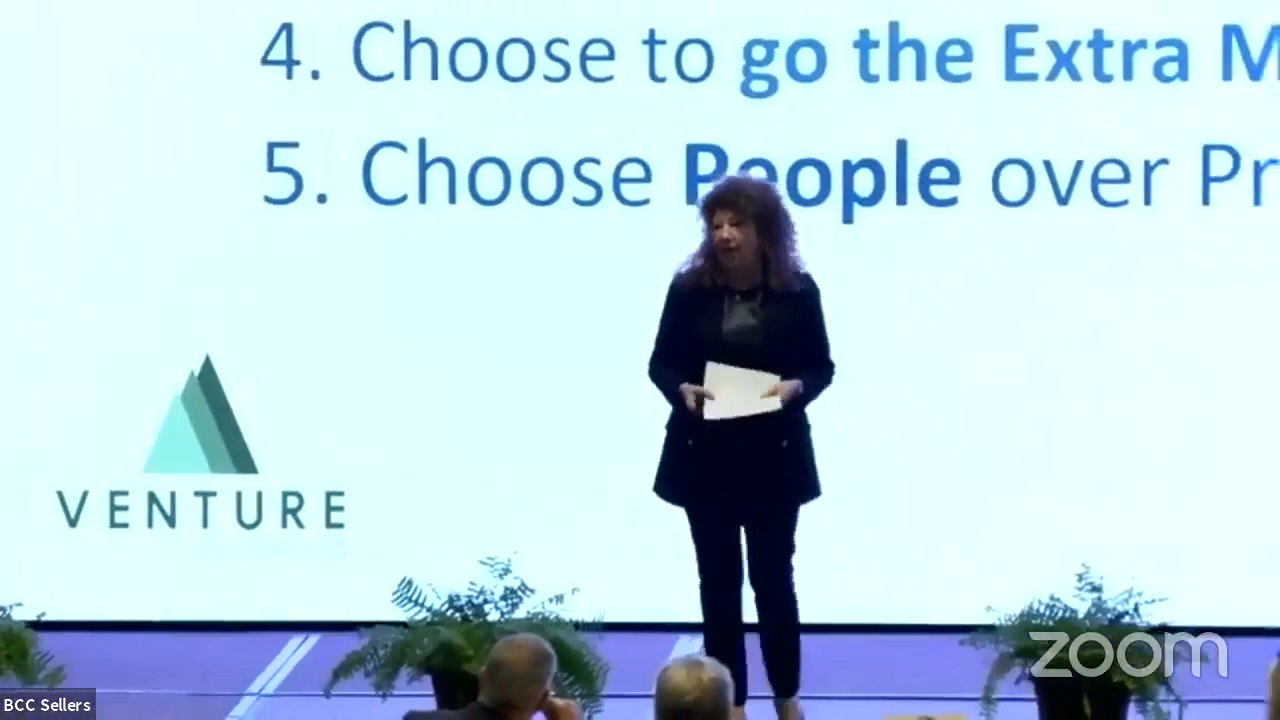 4. Choose to go the Extra
5. Choose People over
VENTURE
BCC Sellers
zoom